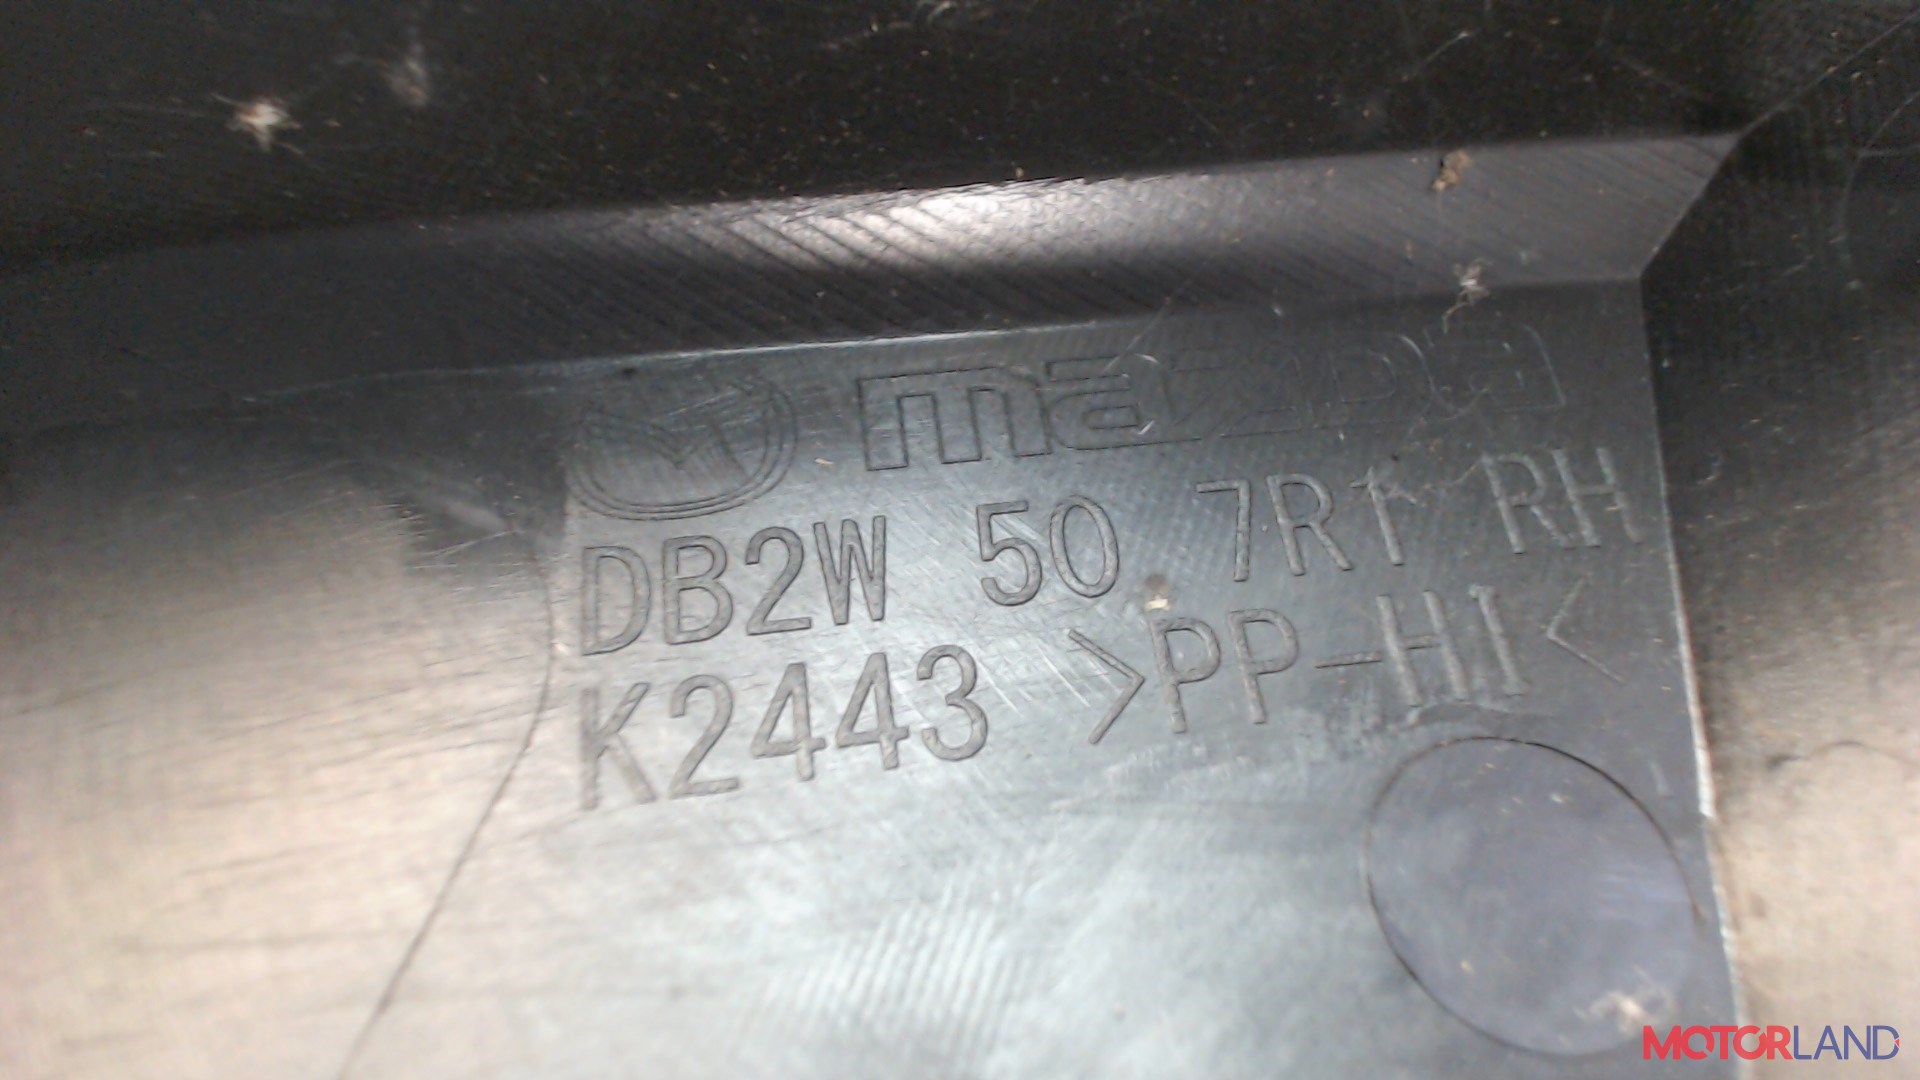 mazda
DB2W 50 7R1 RH
K2443 >PP-HI<
MOTORLAND